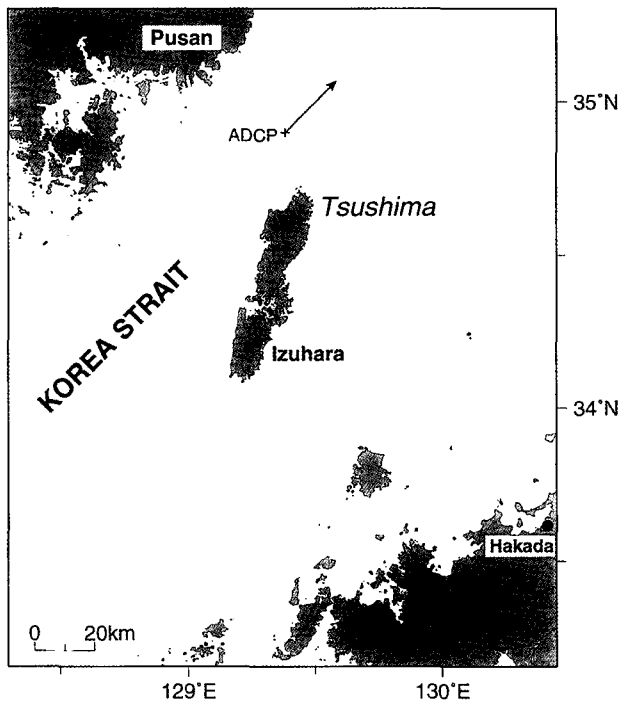 Pusan
35°N
ADCP
Tsushima
KOREA STRAIT
Izuhara
34°N
Hakada
0 20km
129°E 130°E